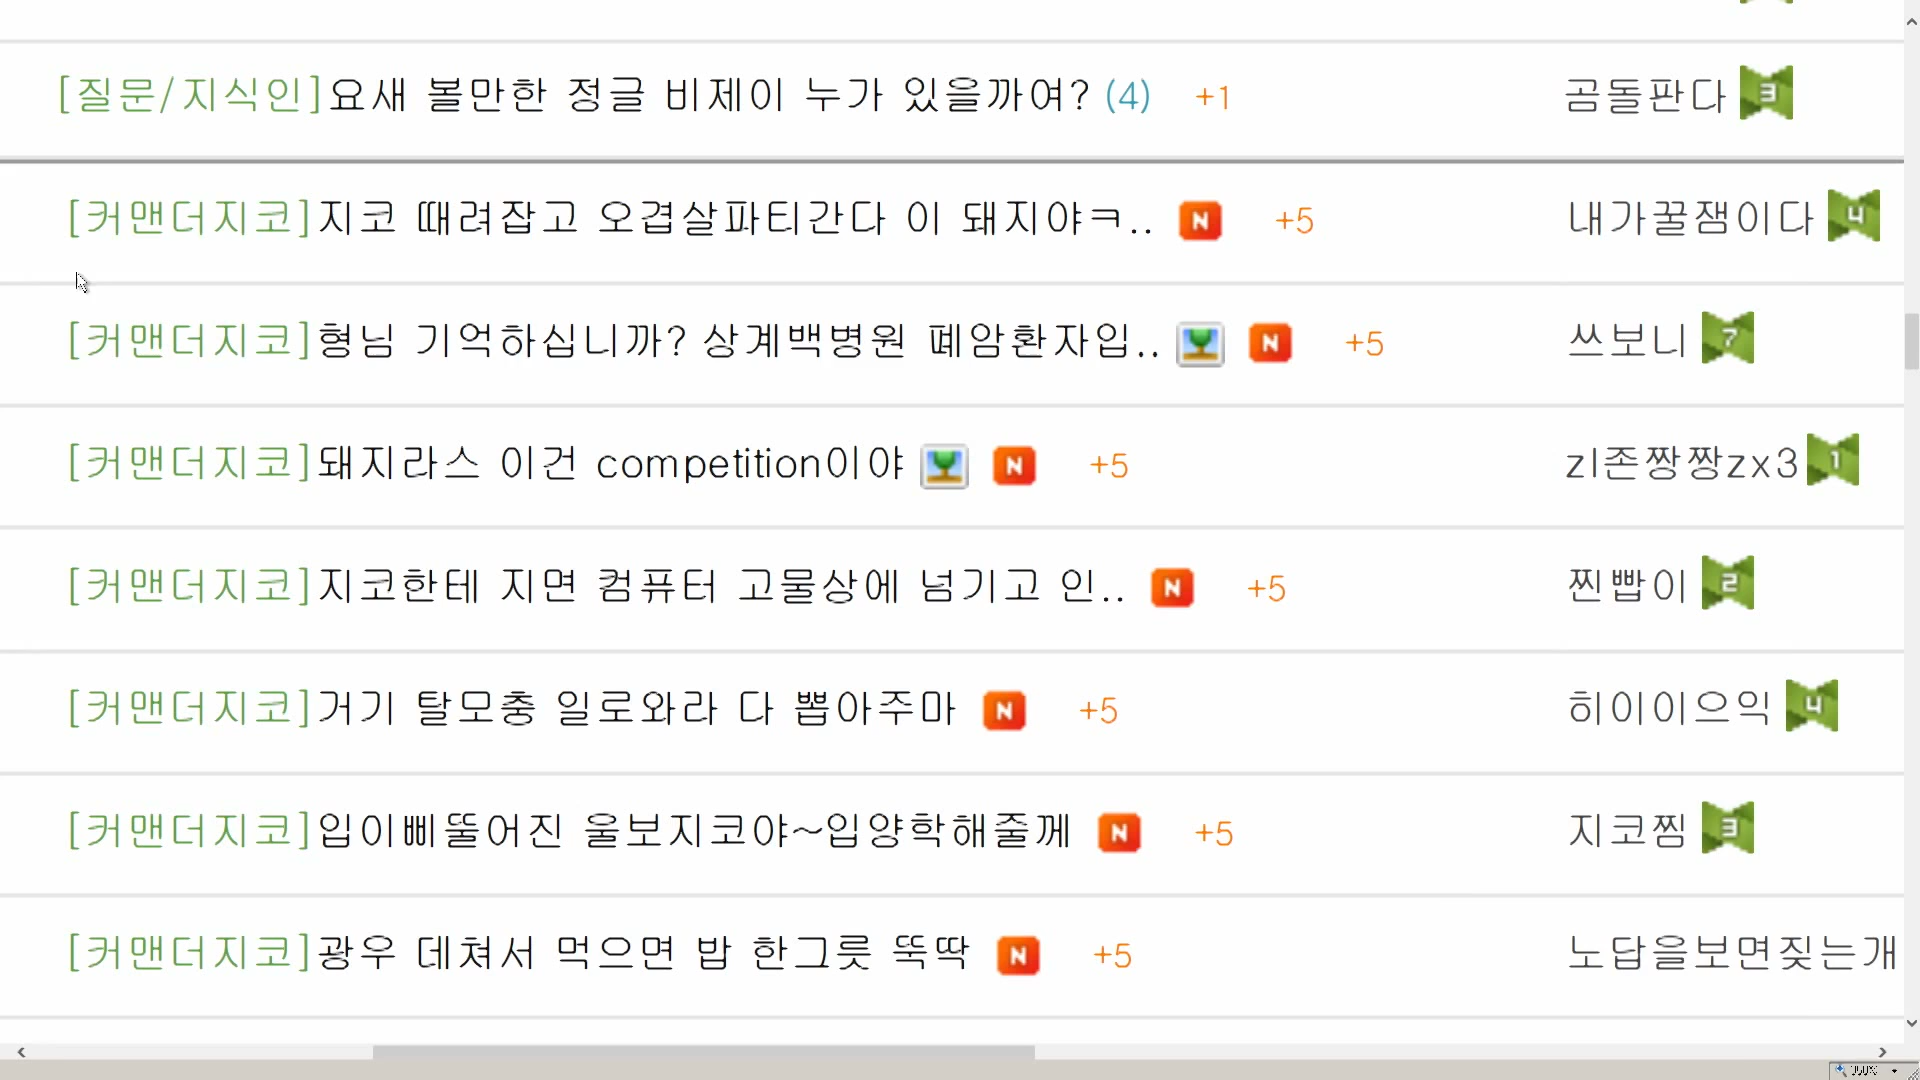 [질문/지식인]요새 볼만한 정글 비제이 누가 있을까여? (4) +1 곰돌판다 3
[커맨더지코]지코 때려잡고 오겹살파티간다 이 돼지야ㅋ.. N +5 내가꿀잼이다 4
[커맨더지코]형님 기억하십니까? 상계백병원 폐암환자입.. N +5 쓰보니 7
[커맨더지코]돼지라스 이건 competition이야 N +5 zl존짱짱zx3 1
[커맨더지코]지코한테 지면 컴퓨터 고물상에 넘기고 인.. N +5 찐빱이 2
[커맨더지코]거기 탈모충 일로와라 다 뽑아주마 N +5 히이이으익 4
[커맨더지코]입이삐뚤어진 울보지코야~입양학해줄께 N +5 지코찜 3
[커맨더지코]광우 데쳐서 먹으면 밥 한그릇 뚝딱 N +5 노답을보면짖는개